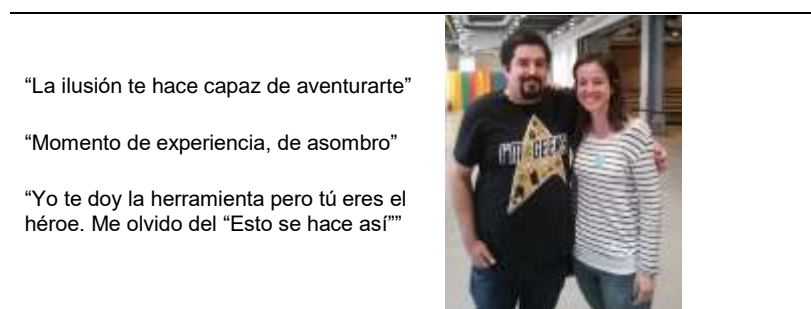 “La ilusión te hace capaz de aventurarte”
“Momento de experiencia, de asombro”
“Yo te doy la herramienta pero tú eres el
héroe. Me olvido del “Esto se hace así””
I'M A GEEK